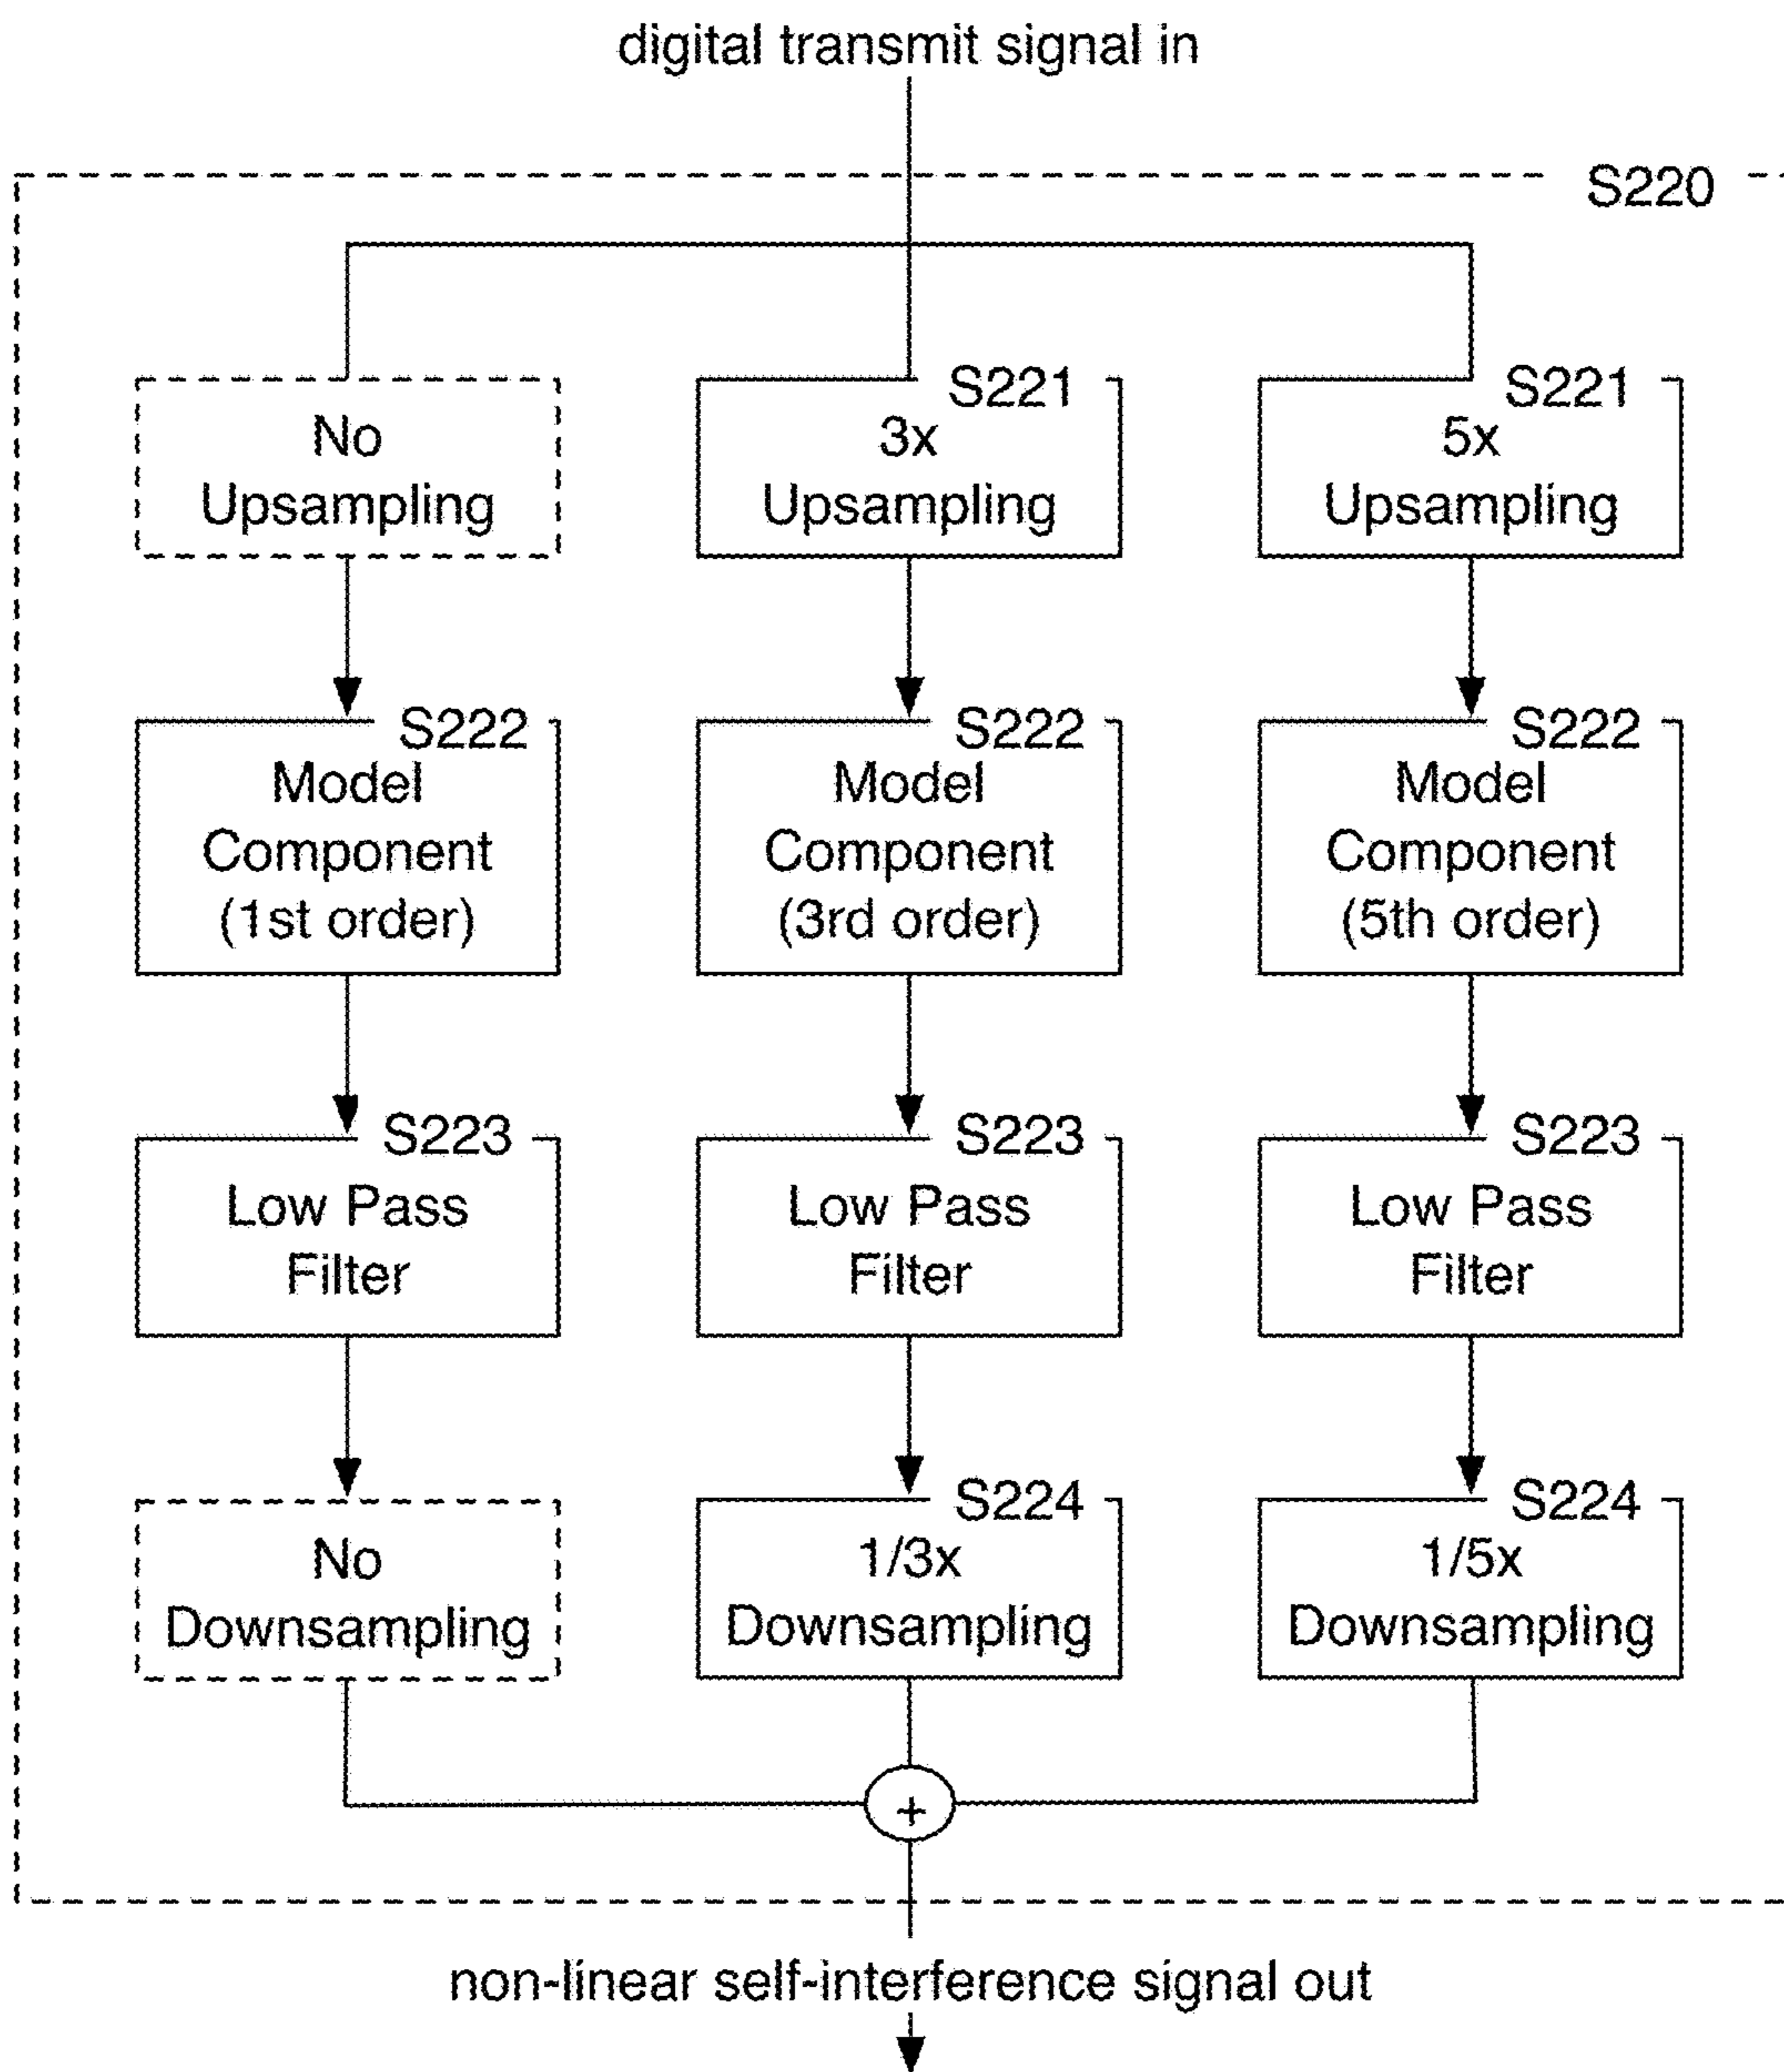 digital transmit signal in
S220
No
Upsampling
S221
3x
Upsampling
S221
5x
Upsampling
S222
Model
Component
(1st order)
S222
Model
Component
(3rd order)
S222
Model
Component
(5th order)
S223
Low Pass
Filter
S223
Low Pass
Filter
S223
Low Pass
Filter
No
Downsampling
S224
1/3x
Downsampling
S224
1/5x
Downsampling
+
non-linear self-interference signal out